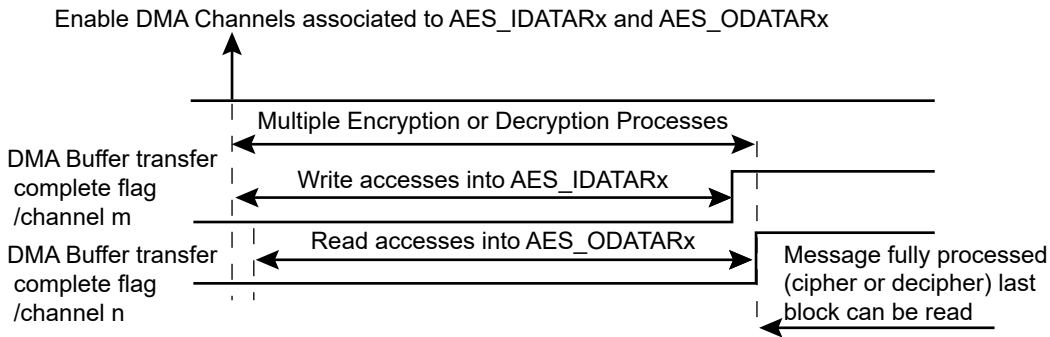 Enable DMA Channels associated to AES_IDATARx and AES_ODATARx
Multiple Encryption or Decryption Processes
DMA Buffer transfer
complete flag
/channel m
Write accesses into AES_IDATARx
DMA Buffer transfer
complete flag
/channel n
Read accesses into AES_ODATARx
Message fully processed
(cipher or decipher) last
block can be read